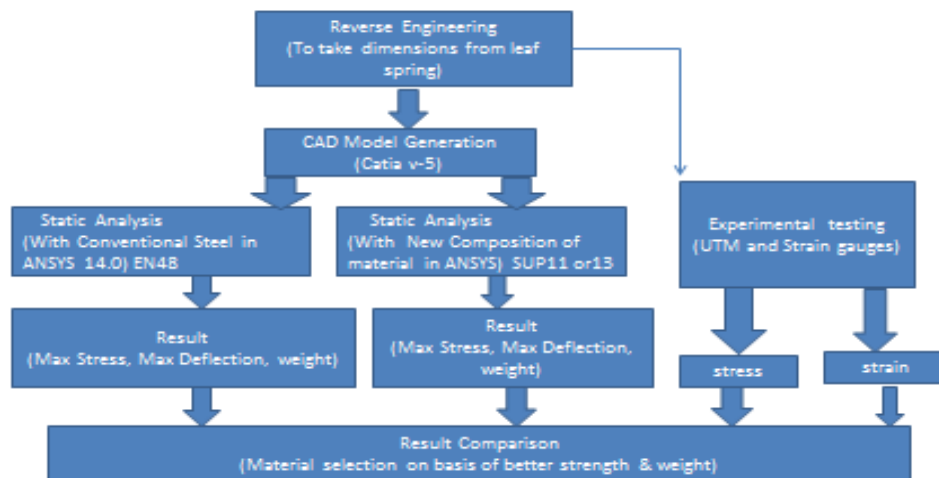 Reverse Engineering
(To take dimensions from leaf
spring)
CAD Model Generation
(Catia v-5)
Static Analysis
(With Conventional Steel in
ANSYS 14.0) EN48
Static Analysis
(With New Composition of
material in ANSYS) SUP11 or13
Experimental testing
(UTM and Strain gauges)
Result
(Max Stress, Max Deflection, weight)
Result
(Max Stress, Max Deflection,
weight)
stress
strain
Result Comparison
(Material selection on basis of better strength & weight)